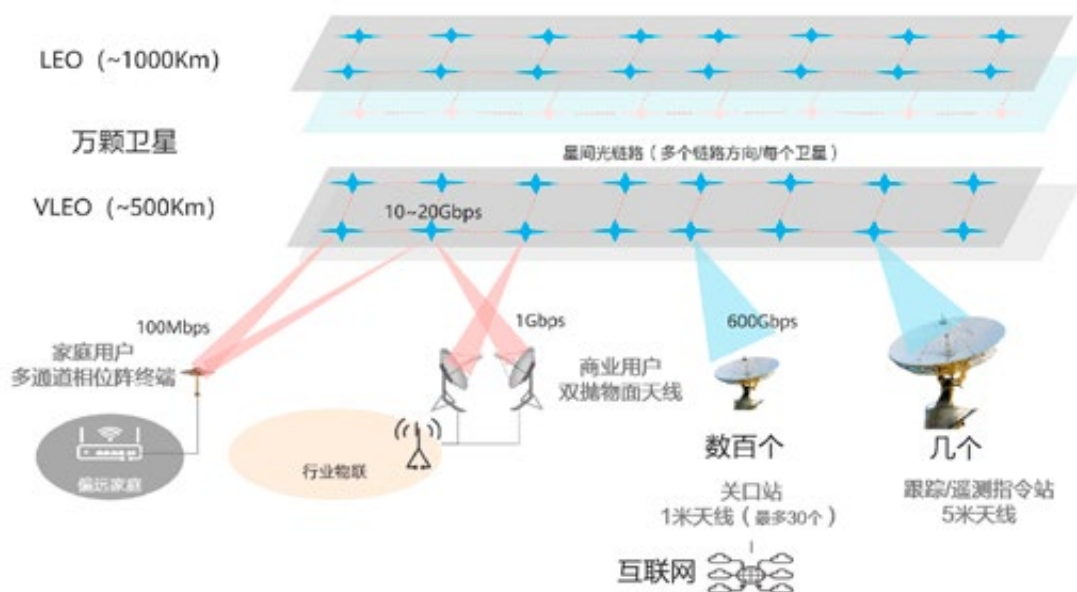 LEO（~1000Km）
万颗卫星
星间光链路（多个链路方向/每个卫星）
VLEO（~500Km）
10~20Gbps
100Mbps
1Gbps
600Gbps
家庭用户
多通道相位阵终端
商业用户
双抛物面天线
偏远家庭
行业物联
数百个
关口站
1米天线（最多30个）
互联网
几个
跟踪/遥测指令站
5米天线